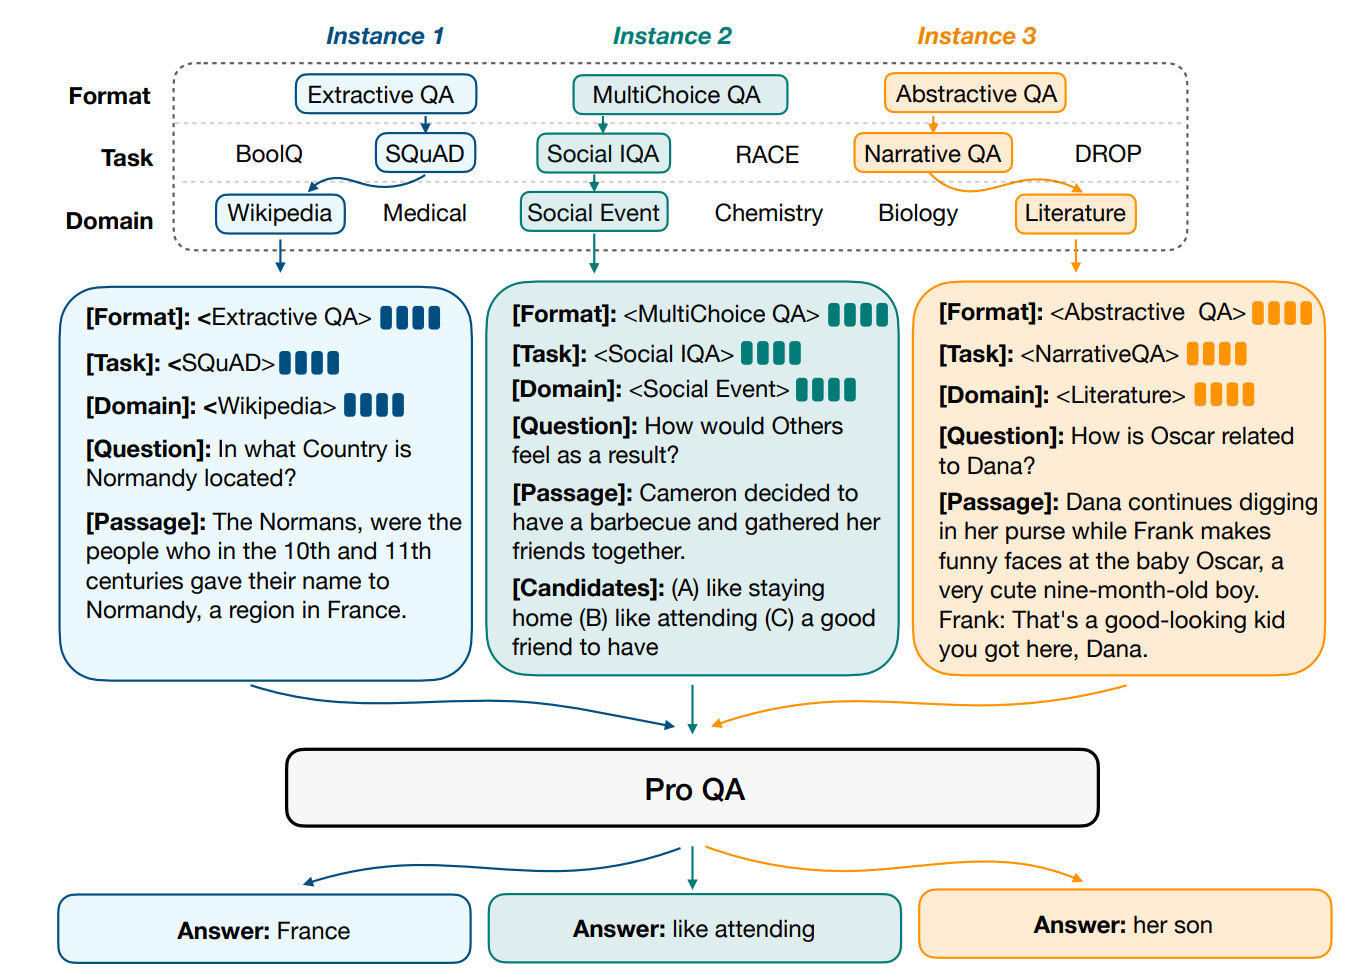 Instance 1 Instance 2 Instance 3
Format Extractive QA MultiChoice QA Abstractive QA
Task BoolQ SQuAD Social IQA RACE Narrative QA DROP
Domain Wikipedia Medical Social Event Chemistry Biology Literature
[Format]: <Extractive QA>
[Task]: <SQuAD>
[Domain]: <Wikipedia>
[Question]: In what Country is
Normandy located?
[Passage]: The Normans, were the
people who in the 10th and 11th
centuries gave their name to
Normandy, a region in France.
[Format]: <MultiChoice QA>
[Task]: <Social IQA>
[Domain]: <Social Event>
[Question]: How would Others
feel as a result?
[Passage]: Cameron decided to
have a barbecue and gathered her
friends together.
[Candidates]: (A) like staying
home (B) like attending (C) a good
friend to have
[Format]: <Abstractive QA>
[Task]: <NarrativeQA>
[Domain]: <Literature>
[Question]: How is Oscar related
to Dana?
[Passage]: Dana continues digging
in her purse while Frank makes
funny faces at the baby Oscar, a
very cute nine-month-old boy.
Frank: That's a good-looking kid
you got here, Dana.
Pro QA
Answer: France
Answer: like attending
Answer: her son